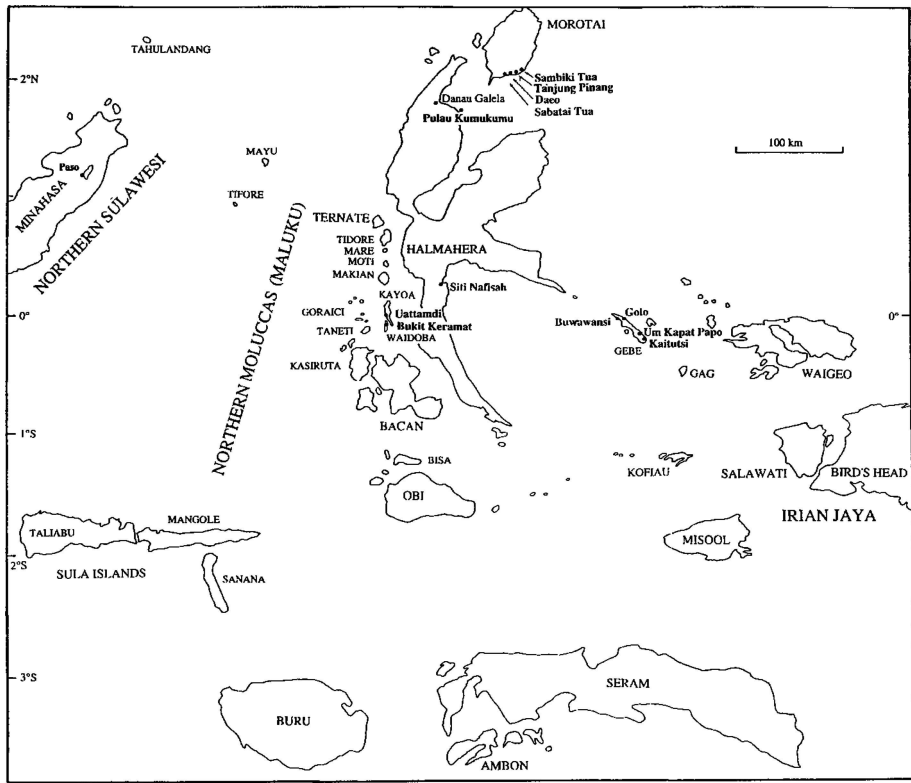 MOROTAI
TAHULANDANG
2°N
Sambiki Tua
Tanjung Pinang
Daeo
Sabatai Tua
Danau Galela
Pulau Kumukumu
100 km
MAYU
Paso
MINAHASA
NORTHERN SULAWESI
TIFORE
NORTHERN MOLUCCAS (MALUKU)
TERNATE
TIDORE
MARE
MOTI
MAKIAN
HALMAHERA
Siti Nafisah
KAYOA
GORAICI
Uattamdi
Bukit Keramat
TANETI
WAIDOBA
0°
0°
Buwawansi
Golo
Um Kapat Papo
Kaitutsi
GEBE
GAG
WAIGEO
KASIRUTA
BACAN
1°S
BISA
OBI
KOFIAU
SALAWATI
BIRD'S HEAD
IRIAN JAYA
TALIABU
MANGOLE
MISOOL
2°S
SULA ISLANDS
SANANA
3°S
SERAM
BURU
AMBON